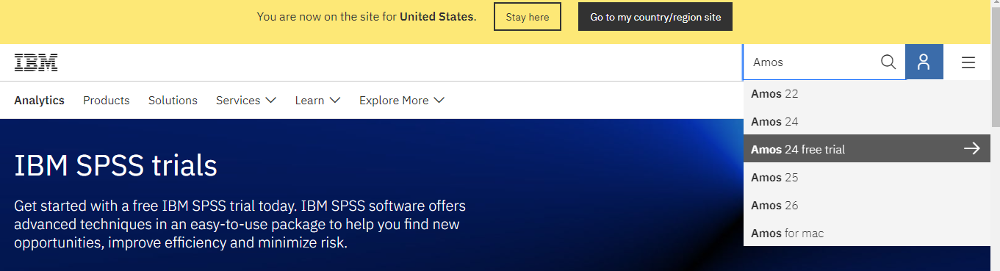 You are now on the site for United States. Stay here Go to my country/region site
IBM
Amos
Analytics Products Solutions Services Learn Explore More
Amos 22
Amos 24
Amos 24 free trial
Amos 25
Amos 26
Amos for mac
IBM SPSS trials
Get started with a free IBM SPSS trial today. IBM SPSS software offers
advanced techniques in an easy-to-use package to help you find new
opportunities, improve efficiency and minimize risk.